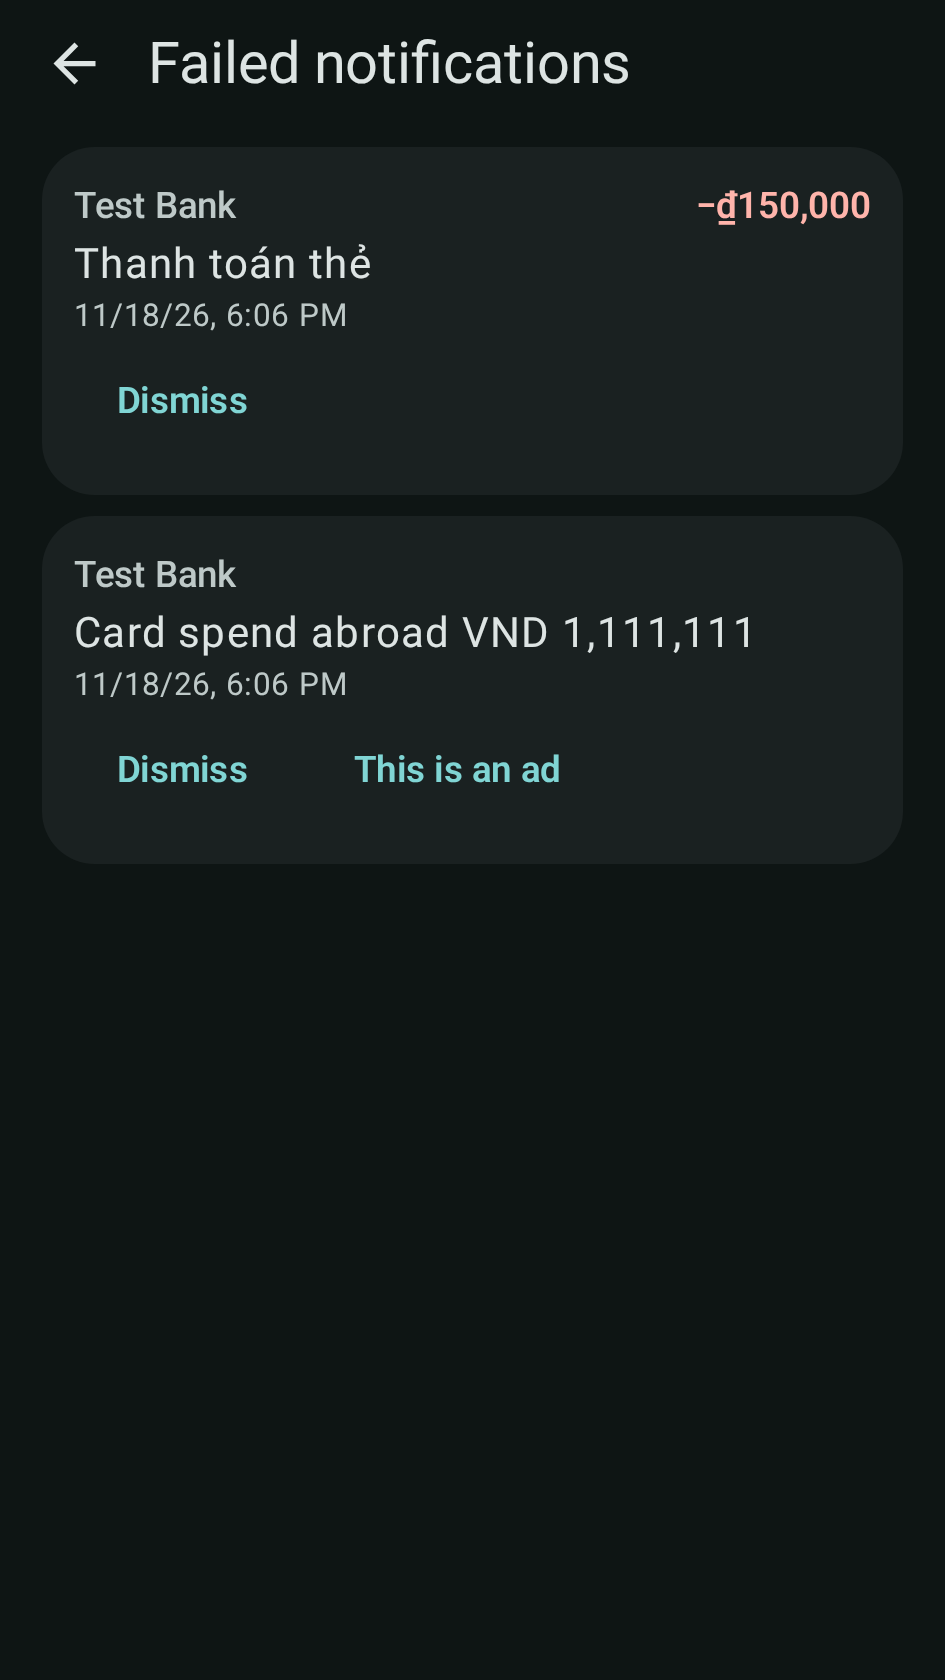 Failed notifications
Test Bank −₫150,000
Thanh toán thẻ
11/18/26, 6:06 PM
Dismiss
Test Bank
Card spend abroad VND 1,111,111
11/18/26, 6:06 PM
Dismiss This is an ad